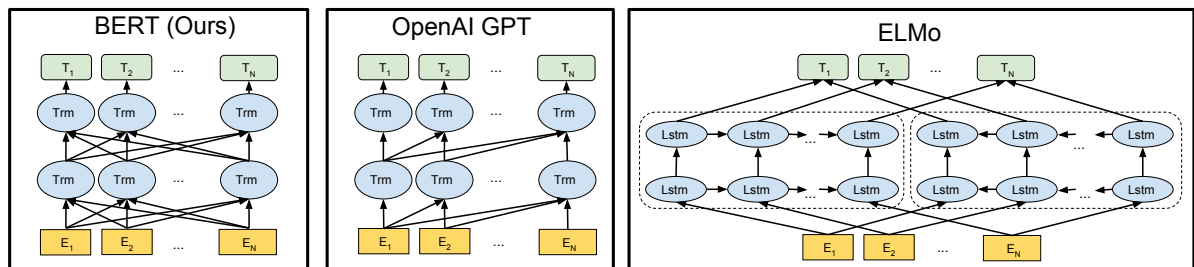 BERT (Ours)
T1 T2 ... TN
Trm Trm ... Trm
Trm Trm ... Trm
E1 E2 ... EN
OpenAI GPT
T1 T2 ... TN
Trm Trm ... Trm
Trm Trm ... Trm
E1 E2 ... EN
ELMo
T1 T2 ... TN
Lstm Lstm ... Lstm Lstm Lstm ... Lstm
Lstm Lstm ... Lstm Lstm Lstm ... Lstm
E1 E2 ... EN